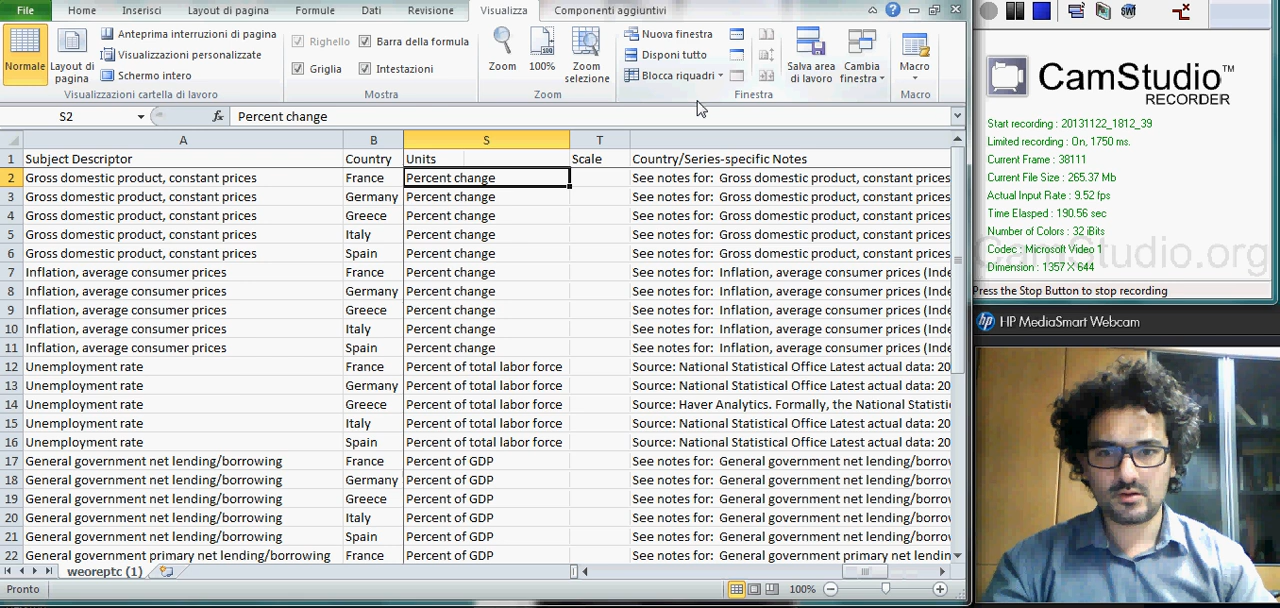 File Home Inserisci Layout di pagina Formule Dati Revisione Visualizza Componenti aggiuntivi
Normale
Layout di pagina
Anteprima interruzioni di pagina
Visualizzazioni personalizzate
Schermo intero
Visualizzazioni cartella di lavoro
Righello Barra della formula
Griglia Intestazioni
Mostra
Zoom
100%
Zoom selezione
Zoom
Nuova finestra
Disponi tutto
Blocca riquadri
Salva area di lavoro
Cambia finestra
Finestra
Macro
Macro
S2 fx Percent change
A B S T
1 Subject Descriptor Country Units Scale Country/Series-specific Notes
2 Gross domestic product, constant prices France Percent change See notes for: Gross domestic product, constant prices
3 Gross domestic product, constant prices Germany Percent change See notes for: Gross domestic product, constant prices
4 Gross domestic product, constant prices Greece Percent change See notes for: Gross domestic product, constant prices
5 Gross domestic product, constant prices Italy Percent change See notes for: Gross domestic product, constant prices
6 Gross domestic product, constant prices Spain Percent change See notes for: Gross domestic product, constant prices
7 Inflation, average consumer prices France Percent change See notes for: Inflation, average consumer prices (Inde
8 Inflation, average consumer prices Germany Percent change See notes for: Inflation, average consumer prices (Inde
9 Inflation, average consumer prices Greece Percent change See notes for: Inflation, average consumer prices (Inde
10 Inflation, average consumer prices Italy Percent change See notes for: Inflation, average consumer prices (Inde
11 Inflation, average consumer prices Spain Percent change See notes for: Inflation, average consumer prices (Inde
12 Unemployment rate France Percent of total labor force Source: National Statistical Office Latest actual data: 20
13 Unemployment rate Germany Percent of total labor force Source: National Statistical Office Latest actual data: 20
14 Unemployment rate Greece Percent of total labor force Source: Haver Analytics. Formally, the National Statisti
15 Unemployment rate Italy Percent of total labor force Source: National Statistical Office Latest actual data: 20
16 Unemployment rate Spain Percent of total labor force Source: National Statistical Office Latest actual data: 20
17 General government net lending/borrowing France Percent of GDP See notes for: General government net lending/borrow
18 General government net lending/borrowing Germany Percent of GDP See notes for: General government net lending/borrow
19 General government net lending/borrowing Greece Percent of GDP See notes for: General government net lending/borrow
20 General government net lending/borrowing Italy Percent of GDP See notes for: General government net lending/borrow
21 General government net lending/borrowing Spain Percent of GDP See notes for: General government net lending/borrow
22 General government primary net lending/borrowing France Percent of GDP See notes for: General government primary net lendin
weoreptc (1)
Pronto 100%
SWF
CamStudio™
RECORDER
Start recording : 20131122_1812_39
Limited recording : On, 1750 ms.
Current Frame : 38111
Current File Size : 265.37 Mb
Actual Input Rate : 9.52 fps
Time Elasped : 190.56 sec
Number of Colors : 32 iBits
Codec : Microsoft Video 1
Dimension : 1357 X 644
CamStudio.org
Press the Stop Button to stop recording
hp HP MediaSmart Webcam